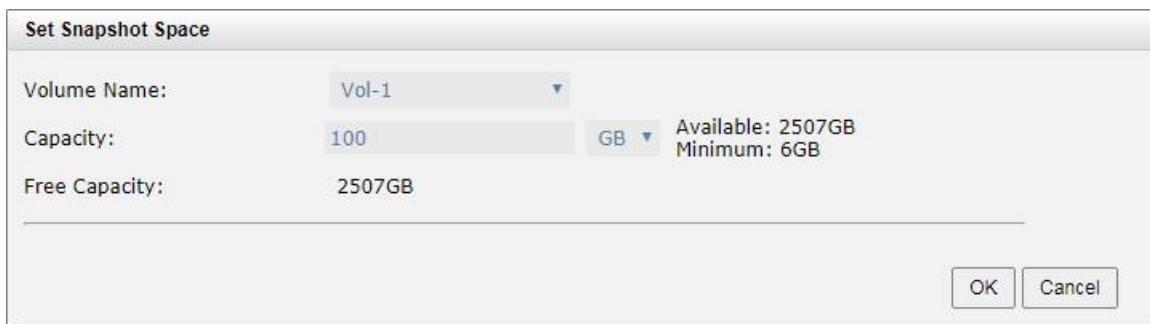 Set Snapshot Space
Volume Name: Vol-1
Capacity: 100 GB Available: 2507GB
Minimum: 6GB
Free Capacity: 2507GB
OK Cancel